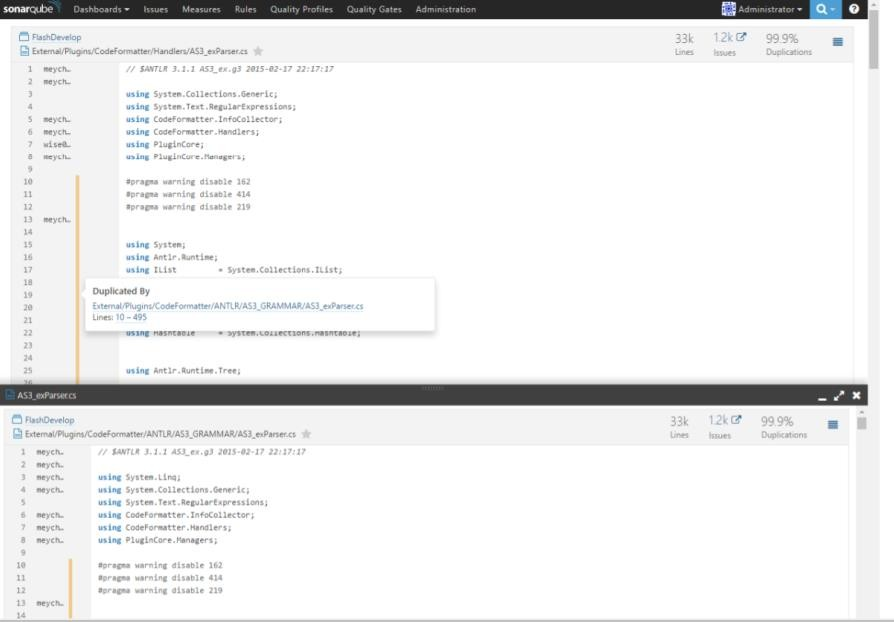 sonarqube Dashboards Issues Measures Rules Quality Profiles Quality Gates Administration Administrator ?
FlashDevelop
External/Plugins/CodeFormatter/Handlers/AS3_exParser.cs
33k Lines
1.2k Issues
99.9% Duplications
1 meych… // $ANTLR 3.1.1 AS3_ex.g3 2015-02-17 22:17:17
2 meych…
3 using System.Collections.Generic;
4 using System.Text.RegularExpressions;
5 meych… using CodeFormatter.InfoCollector;
6 meych… using CodeFormatter.Handlers;
7 wise0… using PluginCore;
8 meych… using PluginCore.Managers;
9
10 #pragma warning disable 162
11 #pragma warning disable 414
12 #pragma warning disable 219
13 meych…
14
15 using System;
16 using Antlr.Runtime;
17 using IList = System.Collections.IList;
18
19
20
21
Duplicated By
External/Plugins/CodeFormatter/ANTLR/AS3_GRAMMAR/AS3_exParser.cs
Lines: 10 – 495
22 using Hashtable = System.Collections.Hashtable;
23
24
25 using Antlr.Runtime.Tree;
26
AS3_exParser.cs
FlashDevelop
External/Plugins/CodeFormatter/ANTLR/AS3_GRAMMAR/AS3_exParser.cs
33k Lines
1.2k Issues
99.9% Duplications
1 meych… // $ANTLR 3.1.1 AS3_ex.g3 2015-02-17 22:17:17
2 meych…
3 meych… using System.Linq;
4 meych… using System.Collections.Generic;
5 using System.Text.RegularExpressions;
6 meych… using CodeFormatter.InfoCollector;
7 meych… using CodeFormatter.Handlers;
8 meych… using PluginCore.Managers;
9
10 #pragma warning disable 162
11 #pragma warning disable 414
12 #pragma warning disable 219
13 meych…
14